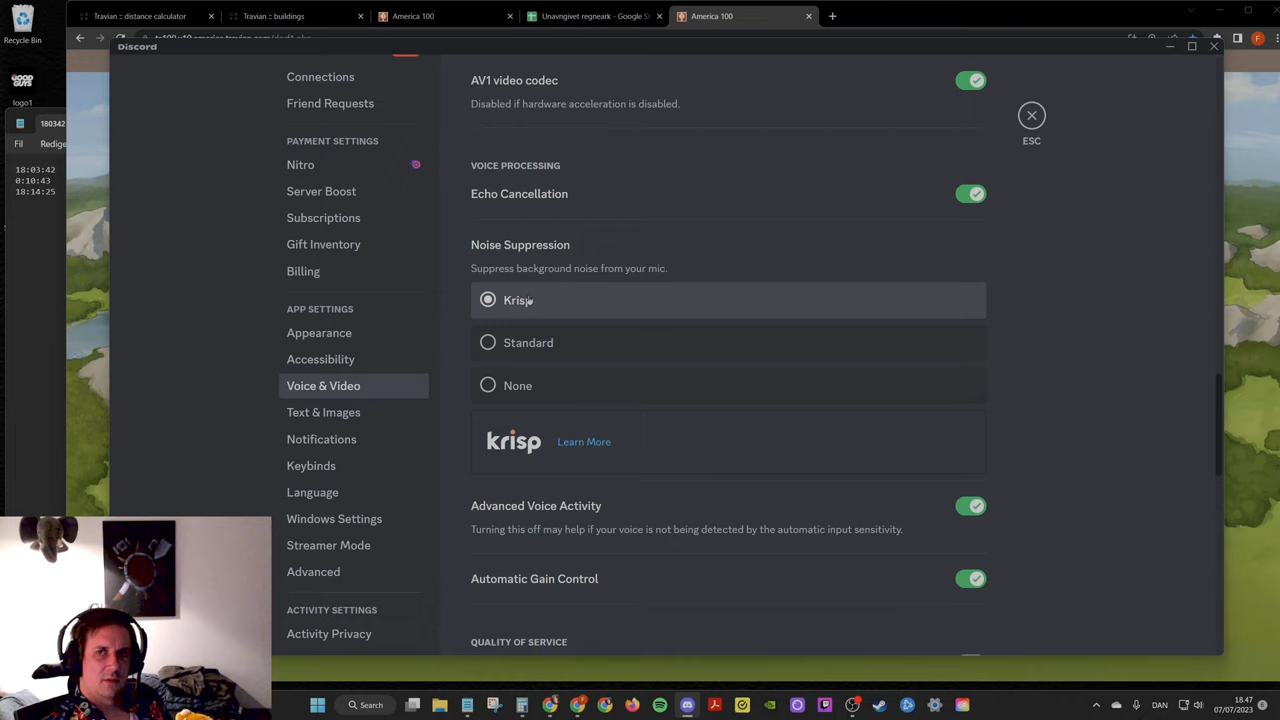 Recycle Bin
GOOD
GUYS
logo1
Travian :: distance calculator
Travian :: buildings
America 100
Unavngivet regneark - Google S
America 100
Discord
180342
Fil
Redige
18:03:42
0:10:43
18:14:25
Connections
Friend Requests
PAYMENT SETTINGS
Nitro
Server Boost
Subscriptions
Gift Inventory
Billing
APP SETTINGS
Appearance
Accessibility
Voice & Video
Text & Images
Notifications
Keybinds
Language
Windows Settings
Streamer Mode
Advanced
ACTIVITY SETTINGS
Activity Privacy
AV1 video codec
Disabled if hardware acceleration is disabled.
ESC
VOICE PROCESSING
Echo Cancellation
Noise Suppression
Suppress background noise from your mic.
Krisp
Standard
None
krisp
Learn More
Advanced Voice Activity
Turning this off may help if your voice is not being detected by the automatic input sensitivity.
Automatic Gain Control
QUALITY OF SERVICE
Search
DAN
18.47
07/07/2023